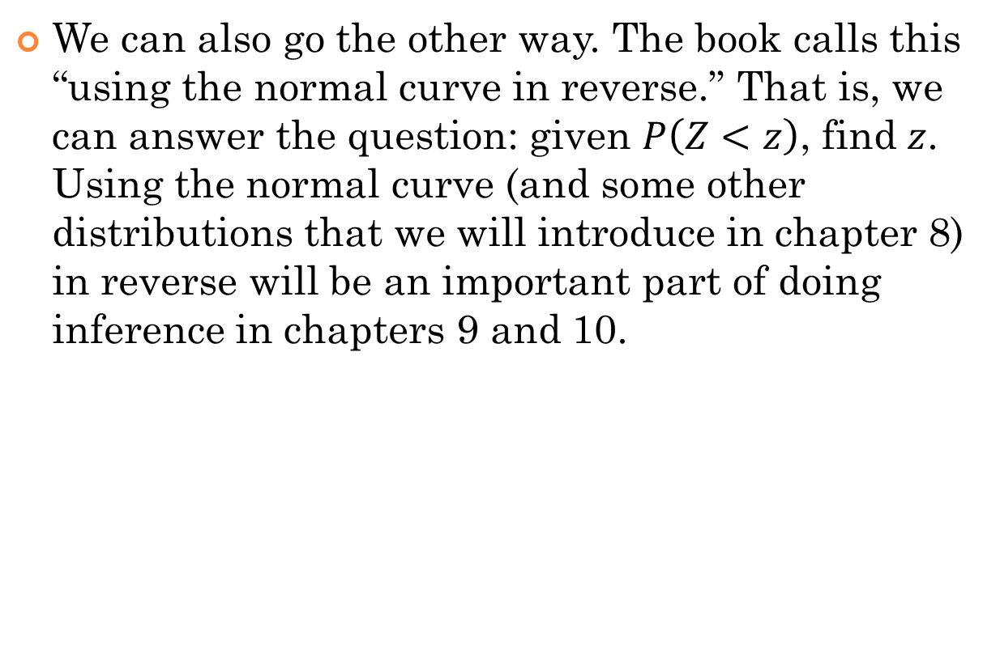 We can also go the other way. The book calls this
“using the normal curve in reverse.” That is, we
can answer the question: given P(Z < z), find z.
Using the normal curve (and some other
distributions that we will introduce in chapter 8)
in reverse will be an important part of doing
inference in chapters 9 and 10.